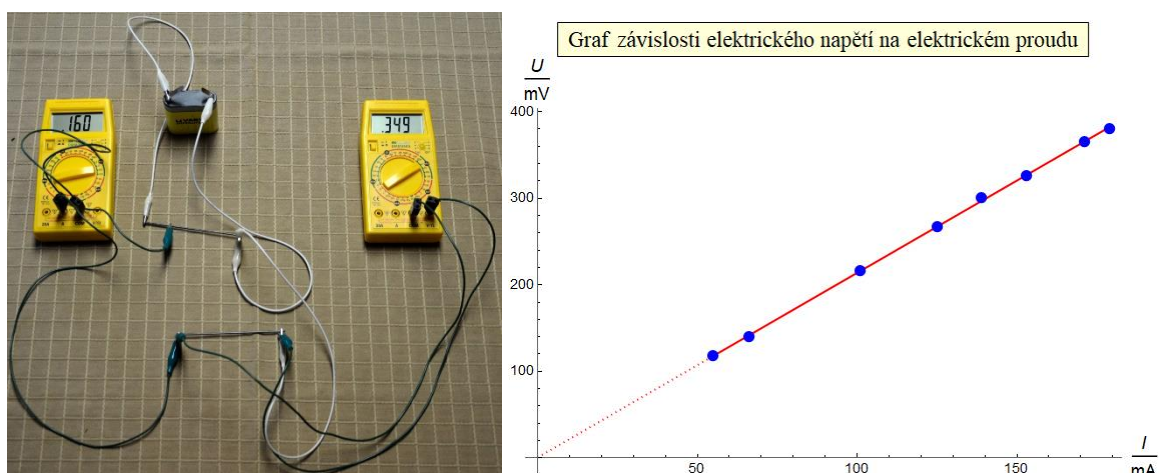 160
349
Graf závislosti elektrického napětí na elektrickém proudu
U
mV
400
300
200
100
50
100
150
I
mA